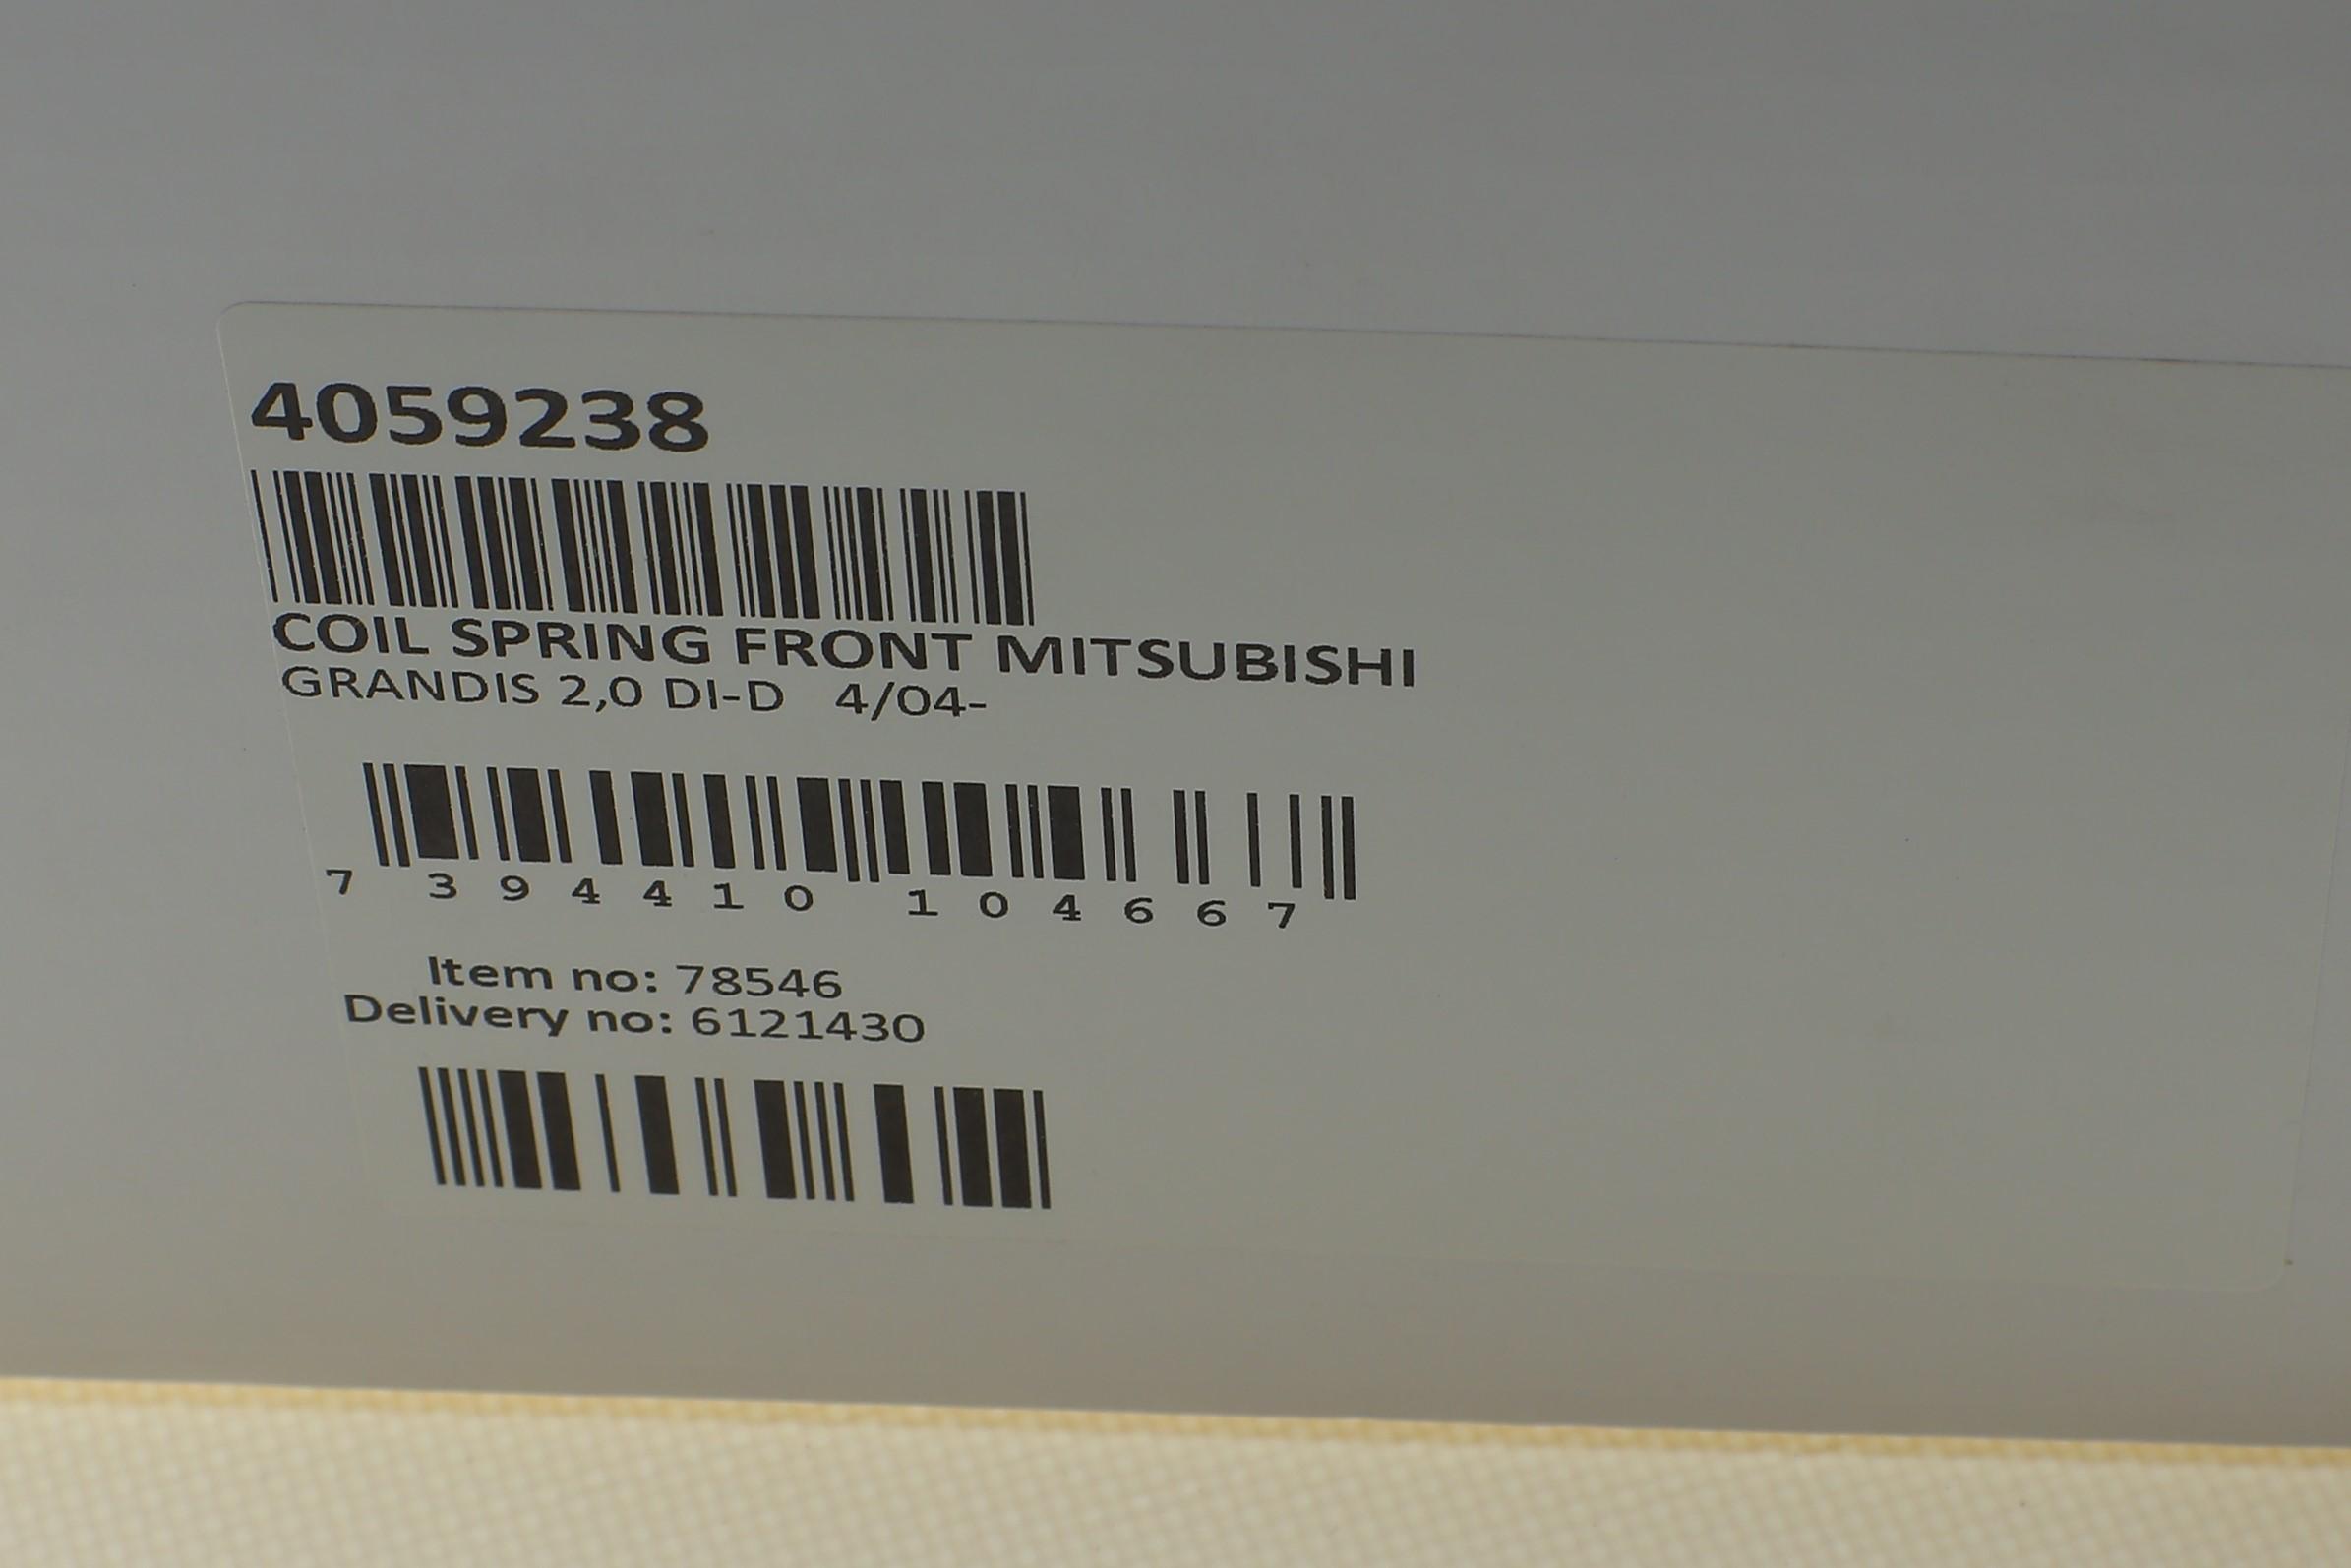 4059238
COIL SPRING FRONT MITSUBISHI
GRANDIS 2,0 DI-D 4/04-
7 394410 104667
Item no: 78546
Delivery no: 6121430